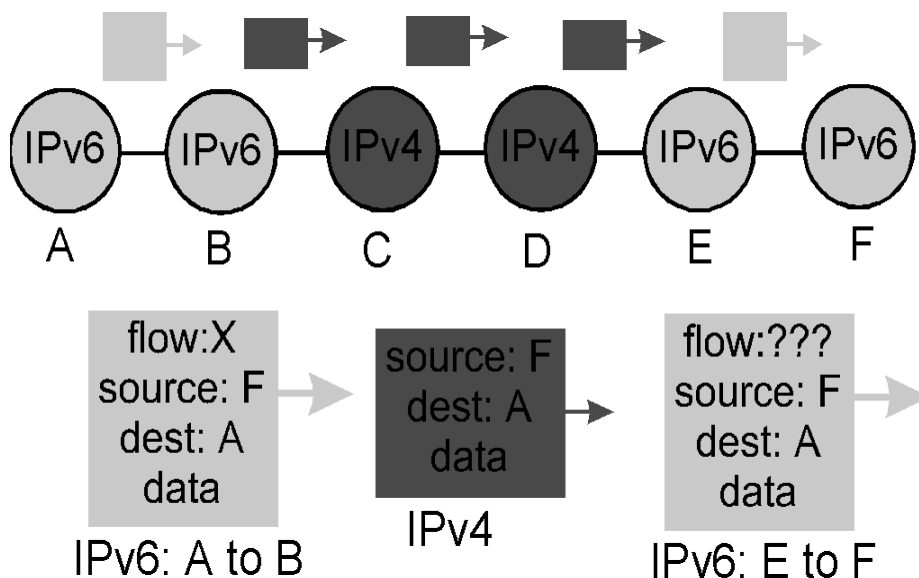 IPv6 IPv6 IPv4 IPv4 IPv6 IPv6
A B C D E F
flow:X
source: F
dest: A
data
IPv6: A to B
source: F
dest: A
data
IPv4
flow:???
source: F
dest: A
data
IPv6: E to F